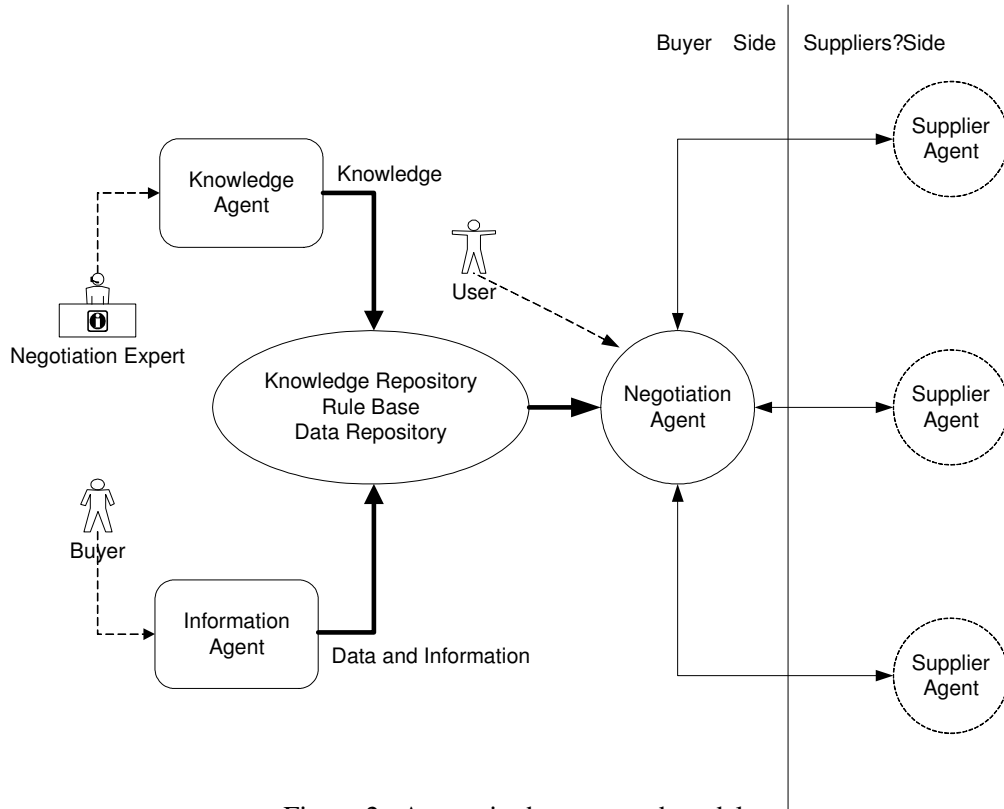 Buyer Side
Suppliers?Side
Supplier
Agent
Knowledge
Agent
Knowledge
User
Negotiation Expert
Knowledge Repository
Rule Base
Data Repository
Negotiation
Agent
Supplier
Agent
Buyer
Information
Agent
Data and Information
Supplier
Agent